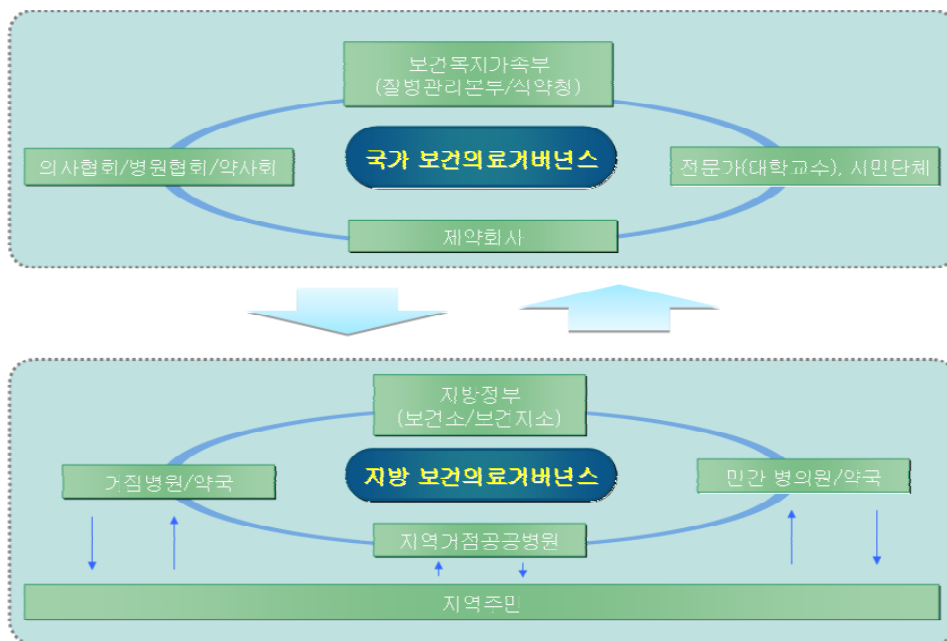 보건복지가족부
(질병관리본부/식약청)
의사협회/병원협회/약사회
국가 보건의료거버넌스
전문가(대학교수), 시민단체
제약회사
지방정부
(보건소/보건지소)
거점병원/약국
지방 보건의료거버넌스
민간 병의원/약국
지역거점공공병원
지역주민